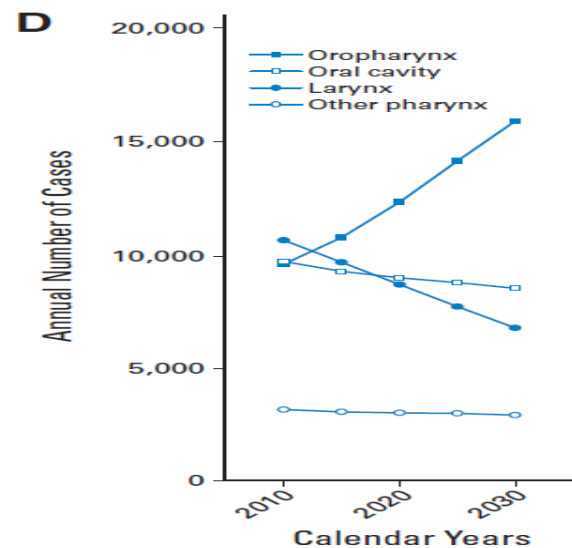 D
20,000
Oropharynx
Oral cavity
Larynx
Other pharynx
15,000
10,000
5,000
0
Annual Number of Cases
2010
2020
2030
Calendar Years